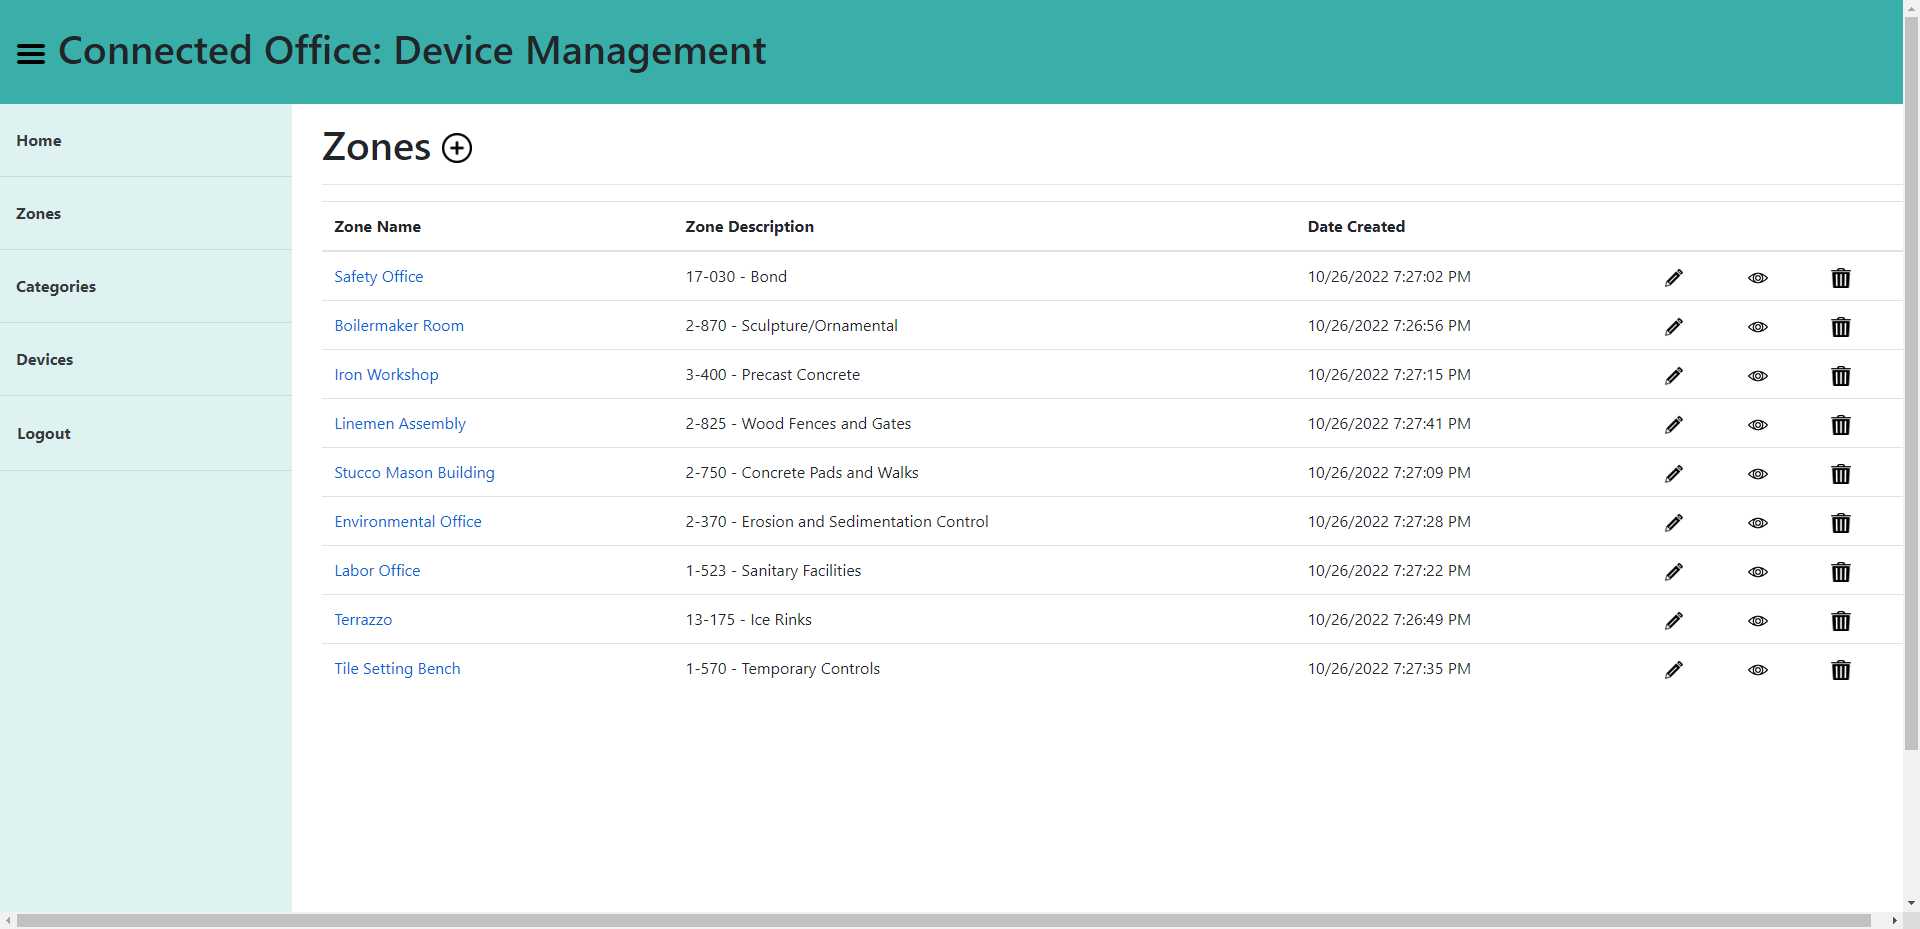 Connected Office: Device Management
Home
Zones
Categories
Devices
Logout
Zones
Zone Name Zone Description Date Created
Safety Office 17-030 - Bond 10/26/2022 7:27:02 PM
Boilermaker Room 2-870 - Sculpture/Ornamental 10/26/2022 7:26:56 PM
Iron Workshop 3-400 - Precast Concrete 10/26/2022 7:27:15 PM
Linemen Assembly 2-825 - Wood Fences and Gates 10/26/2022 7:27:41 PM
Stucco Mason Building 2-750 - Concrete Pads and Walks 10/26/2022 7:27:09 PM
Environmental Office 2-370 - Erosion and Sedimentation Control 10/26/2022 7:27:28 PM
Labor Office 1-523 - Sanitary Facilities 10/26/2022 7:27:22 PM
Terrazzo 13-175 - Ice Rinks 10/26/2022 7:26:49 PM
Tile Setting Bench 1-570 - Temporary Controls 10/26/2022 7:27:35 PM